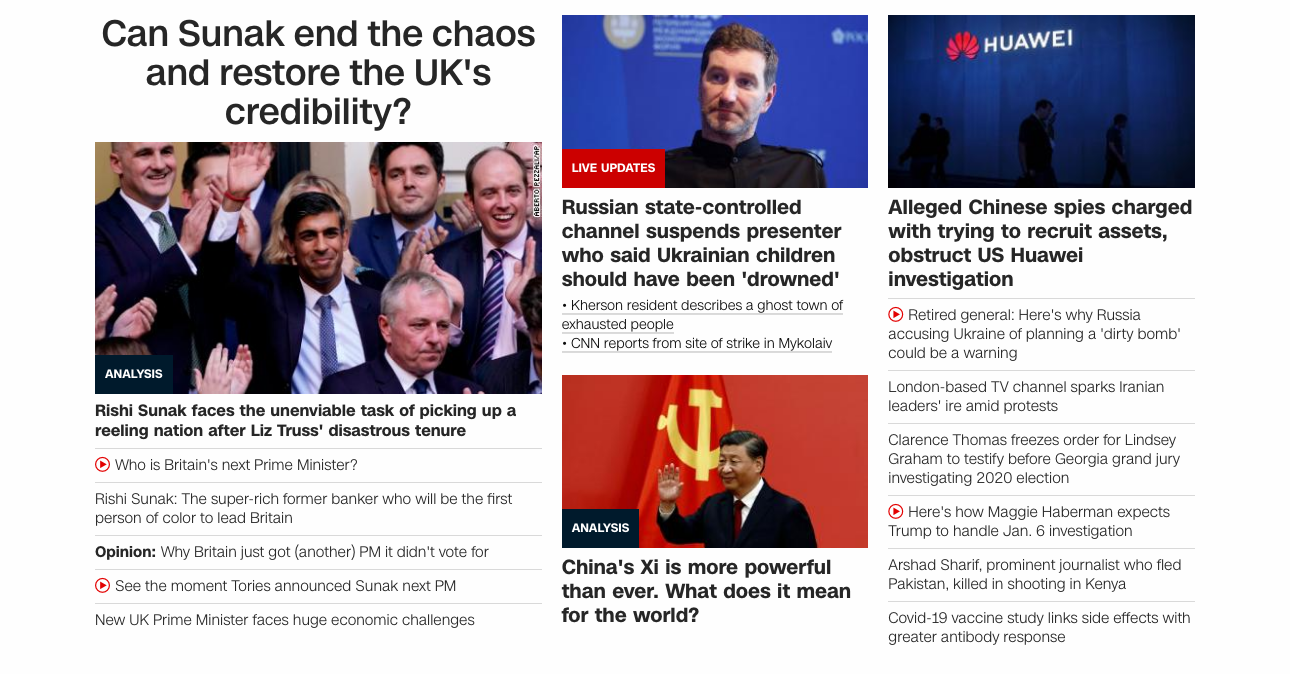 Can Sunak end the chaos
and restore the UK's
credibility?
ALBERTO PEZZALI/AP
ANALYSIS
Rishi Sunak faces the unenviable task of picking up a
reeling nation after Liz Truss' disastrous tenure
Who is Britain's next Prime Minister?
Rishi Sunak: The super-rich former banker who will be the first
person of color to lead Britain
Opinion: Why Britain just got (another) PM it didn't vote for
See the moment Tories announced Sunak next PM
New UK Prime Minister faces huge economic challenges
LIVE UPDATES
Russian state-controlled
channel suspends presenter
who said Ukrainian children
should have been 'drowned'
• Kherson resident describes a ghost town of
exhausted people
• CNN reports from site of strike in Mykolaiv
ANALYSIS
China's Xi is more powerful
than ever. What does it mean
for the world?
HUAWEI
Alleged Chinese spies charged
with trying to recruit assets,
obstruct US Huawei
investigation
Retired general: Here's why Russia
accusing Ukraine of planning a 'dirty bomb'
could be a warning
London-based TV channel sparks Iranian
leaders' ire amid protests
Clarence Thomas freezes order for Lindsey
Graham to testify before Georgia grand jury
investigating 2020 election
Here's how Maggie Haberman expects
Trump to handle Jan. 6 investigation
Arshad Sharif, prominent journalist who fled
Pakistan, killed in shooting in Kenya
Covid-19 vaccine study links side effects with
greater antibody response